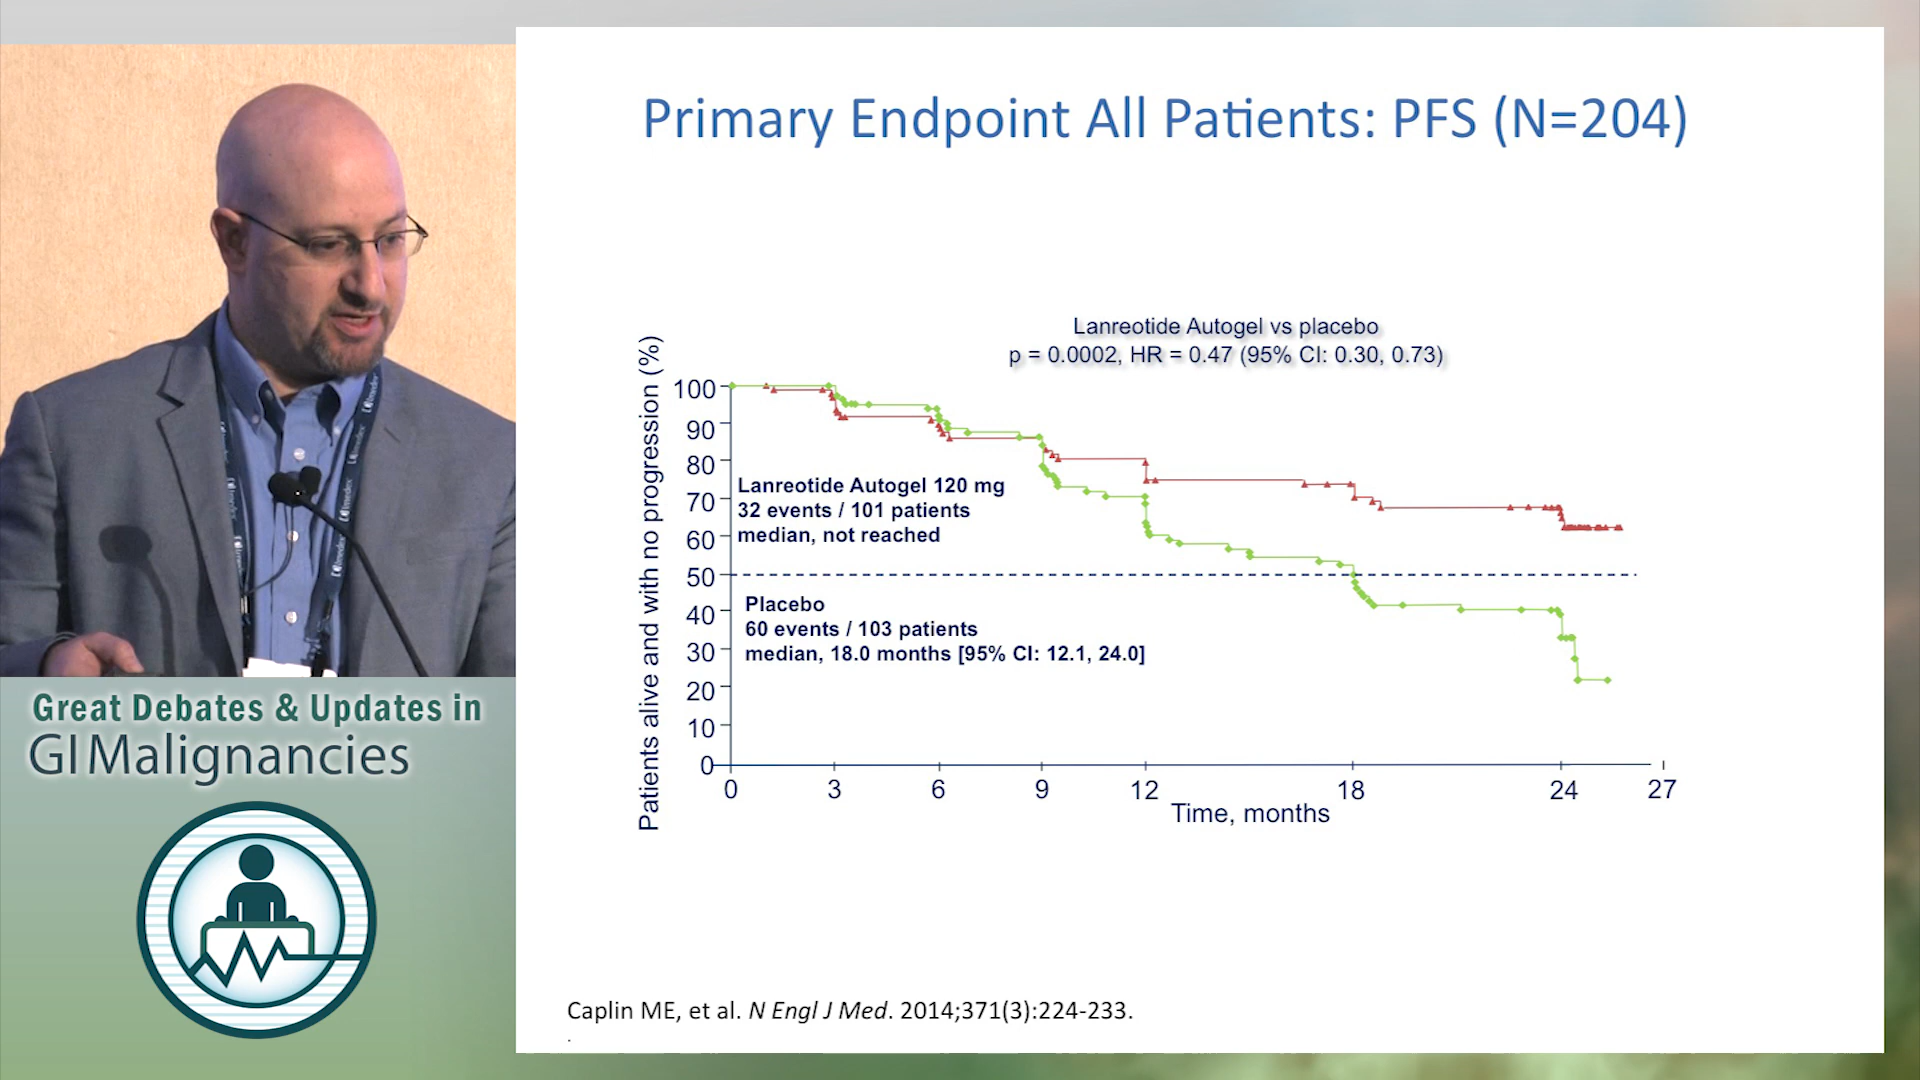 Primary Endpoint All Patients: PFS (N=204)
Lanreotide Autogel vs placebo
p = 0.0002, HR = 0.47 (95% CI: 0.30, 0.73)
Patients alive and with no progression (%)
100
90
80
70
60
50
40
30
20
10
0
Lanreotide Autogel 120 mg
32 events / 101 patients
median, not reached
Placebo
60 events / 103 patients
median, 18.0 months [95% CI: 12.1, 24.0]
0 3 6 9 12 18 24 27
Time, months
Caplin ME, et al. N Engl J Med. 2014;371(3):224-233.
.
Great Debates & Updates in
GI Malignancies